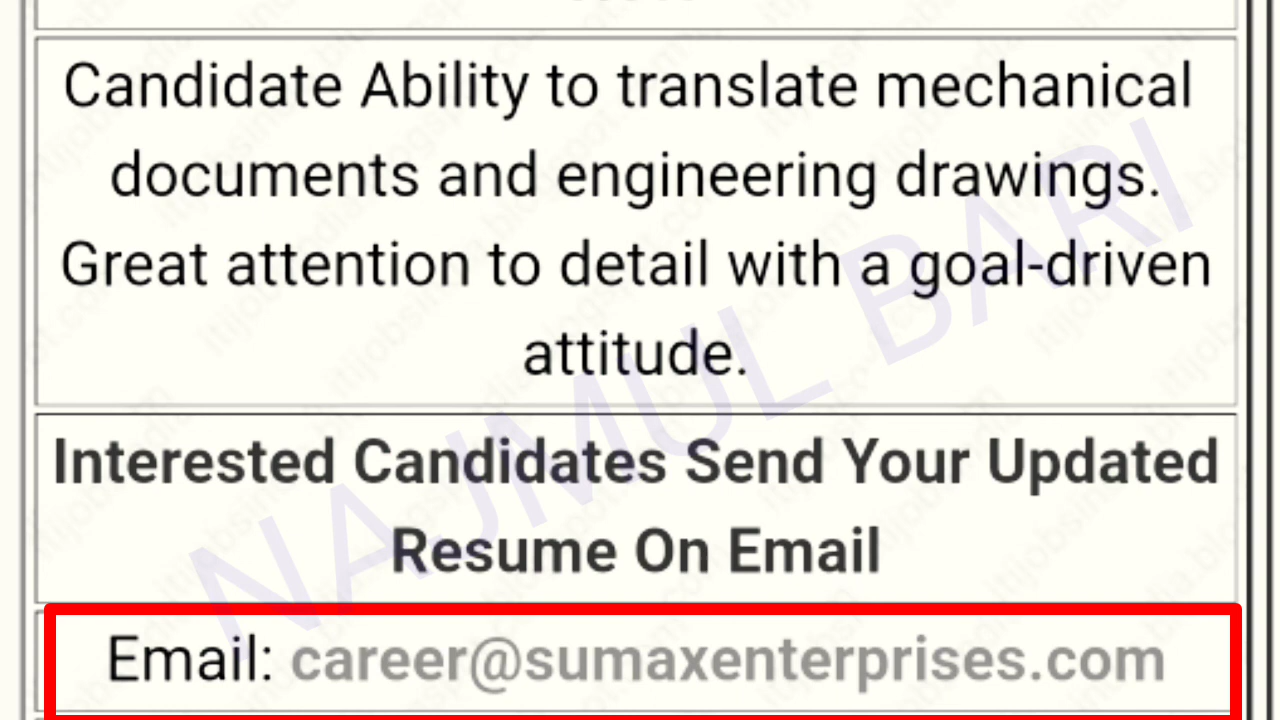 Candidate Ability to translate mechanical
documents and engineering drawings.
Great attention to detail with a goal-driven
attitude.
Interested Candidates Send Your Updated
Resume On Email
Email: career@sumaxenterprises.com
NAJMUL BARI